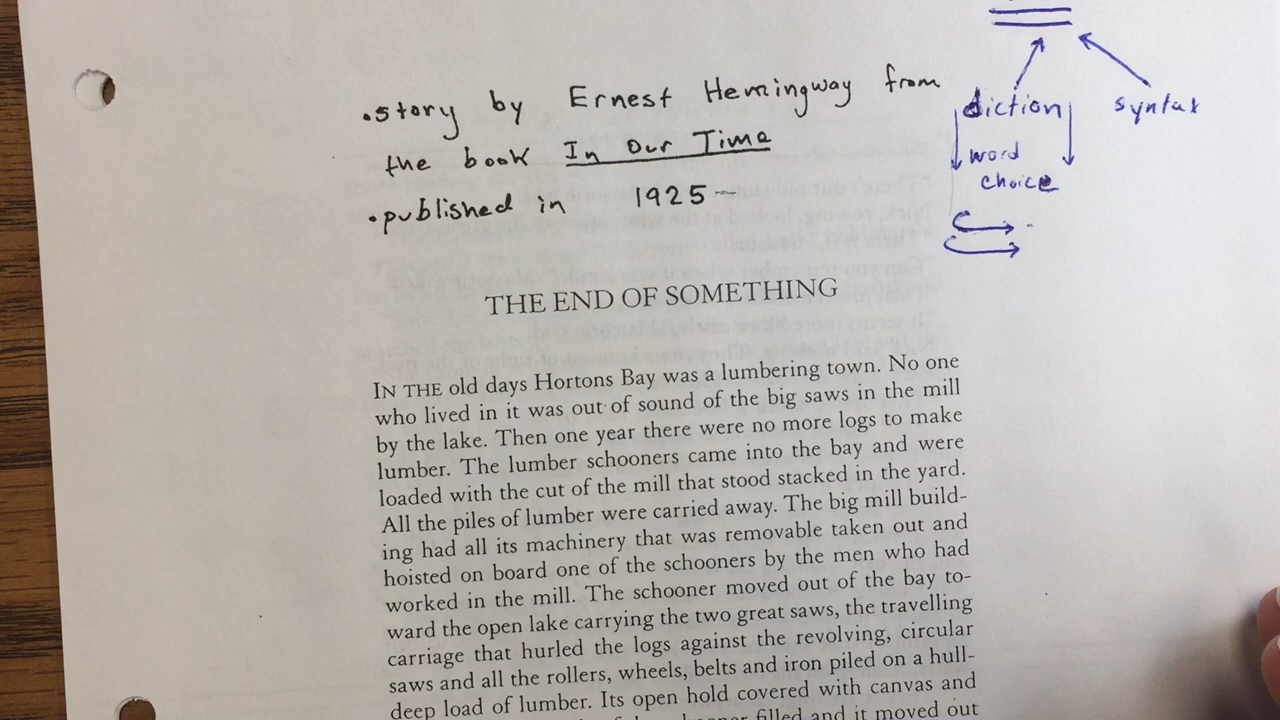 •story by Ernest Hemingway from
the book In Our Time
•published in 1925
diction
syntax
word
choice
THE END OF SOMETHING
IN THE old days Hortons Bay was a lumbering town. No one
who lived in it was out of sound of the big saws in the mill
by the lake. Then one year there were no more logs to make
lumber. The lumber schooners came into the bay and were
loaded with the cut of the mill that stood stacked in the yard.
All the piles of lumber were carried away. The big mill build-
ing had all its machinery that was removable taken out and
hoisted on board one of the schooners by the men who had
worked in the mill. The schooner moved out of the bay to-
ward the open lake carrying the two great saws, the travelling
carriage that hurled the logs against the revolving, circular
saws and all the rollers, wheels, belts and iron piled on a hull-
deep load of lumber. Its open hold covered with canvas and
filled and it moved out